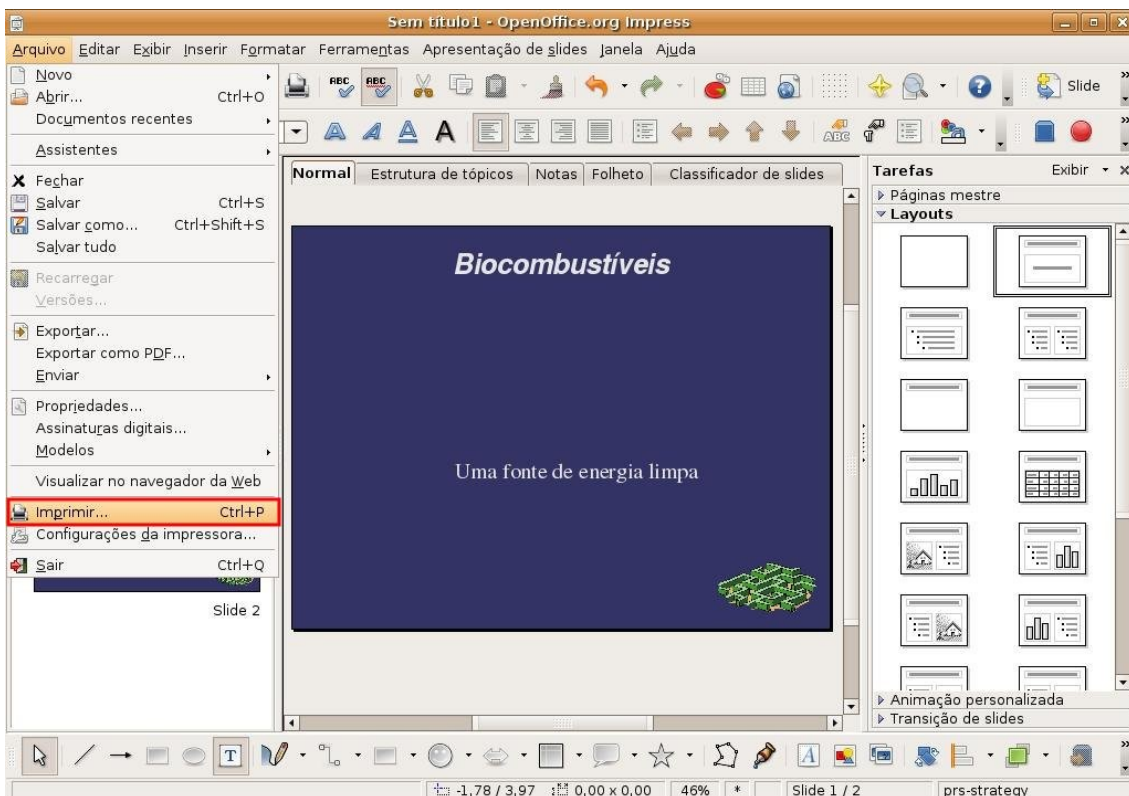 Sem título1 - OpenOffice.org Impress
Arquivo Editar Exibir Inserir Formatar Ferramentas Apresentação de slides Janela Ajuda
Novo
Abrir... Ctrl+O
Documentos recentes
Assistentes
Fechar
Salvar Ctrl+S
Salvar como... Ctrl+Shift+S
Salvar tudo
Recarregar
Versões...
Exportar...
Exportar como PDF...
Enviar
Propriedades...
Assinaturas digitais...
Modelos
Visualizar no navegador da Web
Imprimir... Ctrl+P
Configurações da impressora...
Sair Ctrl+Q
Slide 2
ABC ABC Slide
A A A A ABC
Normal Estrutura de tópicos Notas Folheto Classificador de slides
Biocombustíveis
Uma fonte de energia limpa
Tarefas Exibir
Páginas mestre
Layouts
Animação personalizada
Transição de slides
T A
-1,78 / 3,97 0,00 x 0,00 46% * Slide 1 / 2 prs-strategy